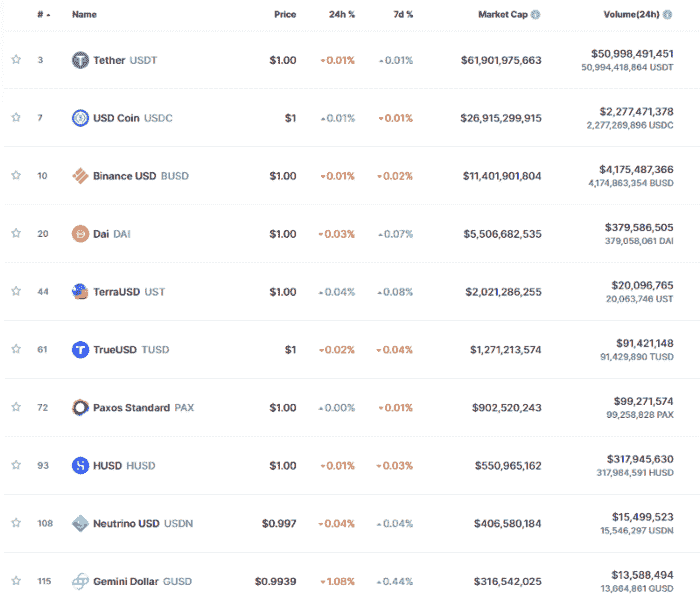 # Name Price 24h % 7d % Market Cap Volume(24h)
3 Tether USDT $1.00 0.01% 0.01% $61,901,975,663 $50,998,491,451
50,994,418,864 USDT
7 USD Coin USDC $1 0.01% 0.01% $26,915,299,915 $2,277,471,378
2,277,269,896 USDC
10 Binance USD BUSD $1.00 0.01% 0.02% $11,401,901,804 $4,175,487,366
4,174,863,354 BUSD
20 Dai DAI $1.00 0.03% 0.07% $5,506,682,535 $379,586,505
379,058,061 DAI
44 TerraUSD UST $1.00 0.04% 0.08% $2,021,286,255 $20,096,765
20,063,746 UST
61 TrueUSD TUSD $1 0.02% 0.04% $1,271,213,574 $91,421,148
91,429,890 TUSD
72 Paxos Standard PAX $1.00 0.00% 0.01% $902,520,243 $99,271,574
99,258,828 PAX
93 HUSD HUSD $1.00 0.01% 0.03% $550,965,162 $317,945,630
317,984,591 HUSD
108 Neutrino USD USDN $0.997 0.04% 0.04% $406,580,184 $15,499,523
15,546,297 USDN
115 Gemini Dollar GUSD $0.9939 1.08% 0.44% $316,542,025 $13,588,494
13,664,861 GUSD